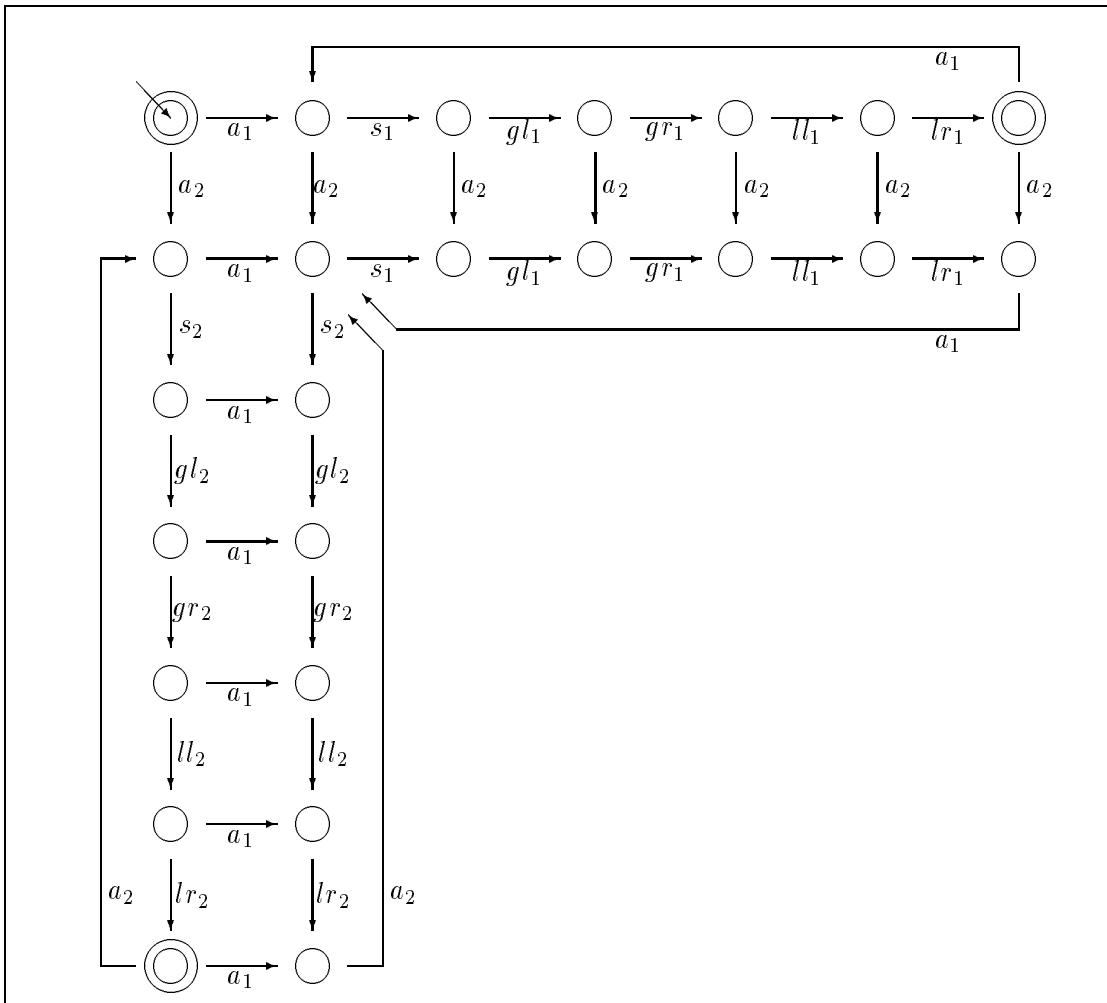 a1
a1 s1 gl1 gr1 ll1 lr1
a2 a2 a2 a2 a2 a2 a2
a1 s1 gl1 gr1 ll1 lr1
s2 s2 a1
a1
gl2 gl2
a1
gr2 gr2
a1
ll2 ll2
a1
a2 lr2 lr2 a2
a1